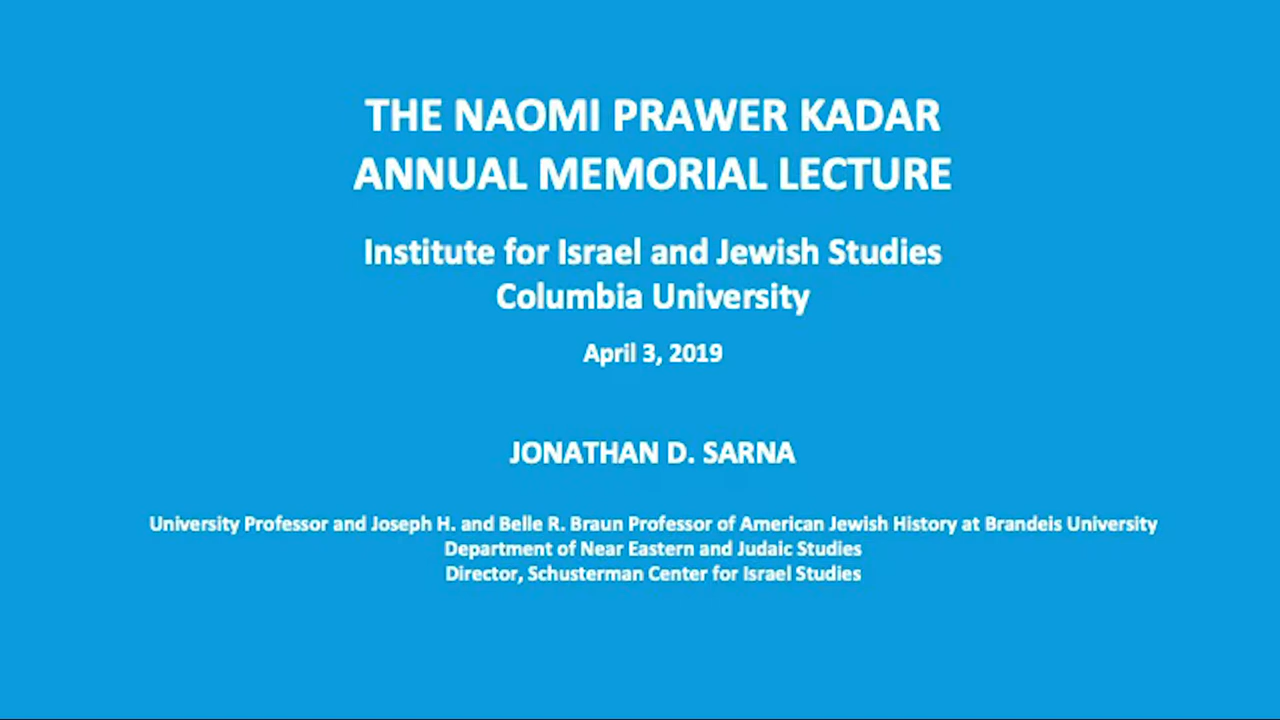 THE NAOMI PRAWER KADAR
ANNUAL MEMORIAL LECTURE
Institute for Israel and Jewish Studies
Columbia University
April 3, 2019
JONATHAN D. SARNA
University Professor and Joseph H. and Belle R. Braun Professor of American Jewish History at Brandeis University
Department of Near Eastern and Judaic Studies
Director, Schusterman Center for Israel Studies